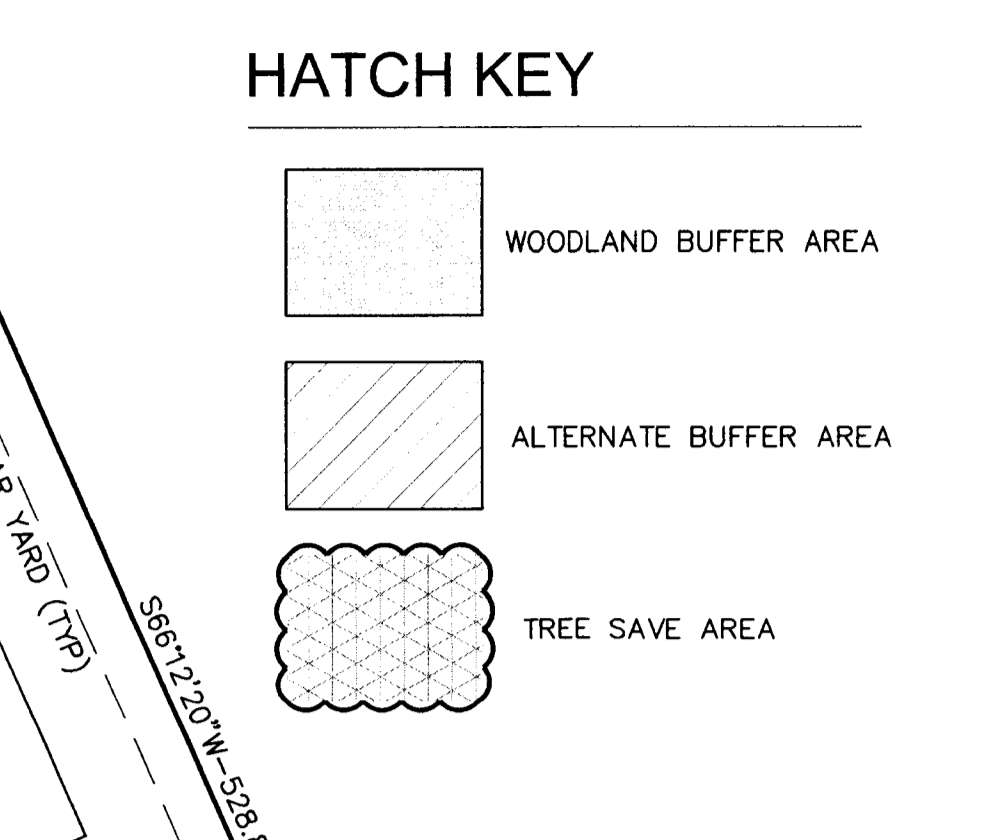 HATCH KEY
WOODLAND BUFFER AREA
ALTERNATE BUFFER AREA
TREE SAVE AREA
YARD (TYP)
S66°12'20"W-528.